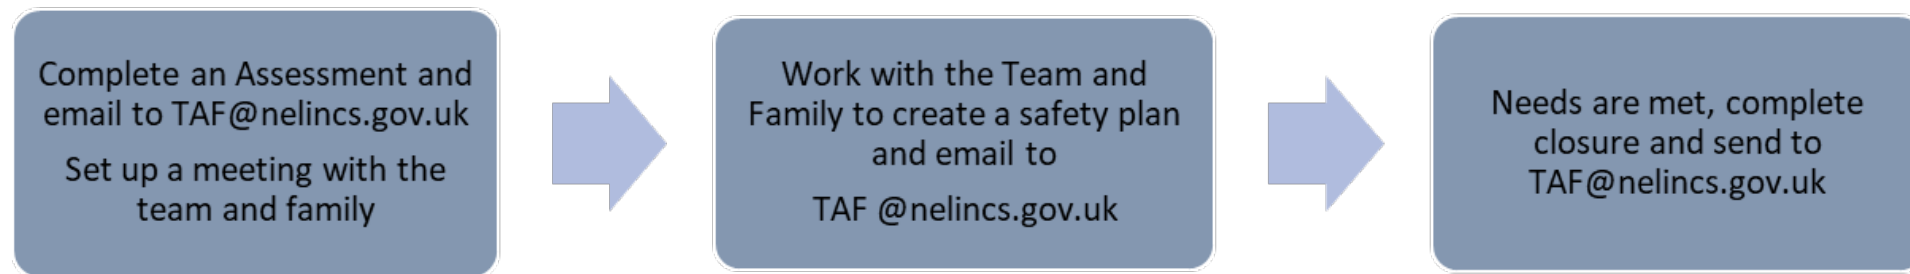 Complete an Assessment and
email to TAF@nelincs.gov.uk
Set up a meeting with the
team and family
Work with the Team and
Family to create a safety plan
and email to
TAF @nelincs.gov.uk
Needs are met, complete
closure and send to
TAF@nelincs.gov.uk